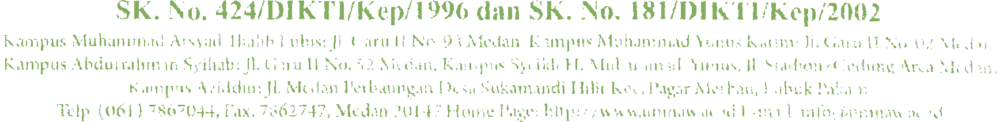 SK. No. 424/DIKTI/Kep/1996 dan SK. No. 181/DIKTI/Kep/2002
Kampus Muhammad Arsyad Thalib Lubis: Jl. Garu II No. 93 Medan, Kampus Muhammad Yunus Karim: Jl. Garu II No. 02 Medan
Kampus Abdurrahman Syihab: Jl. Garu II No. 52 Medan, Kampus Syeikh H. Muhammad Yunus, Jl. Stadion/Gedung Arca Medan,
Kampus Aziddin: Jl. Medan Perbaungan Desa Sukamandi Hilir Kec. Pagar Merbau, Lubuk Pakam
Telp. (061) 7867044, Fax. 7862747, Medan 20147 Home Page: http://www.umnaw.ac.id Email: info@umnaw.ac.id